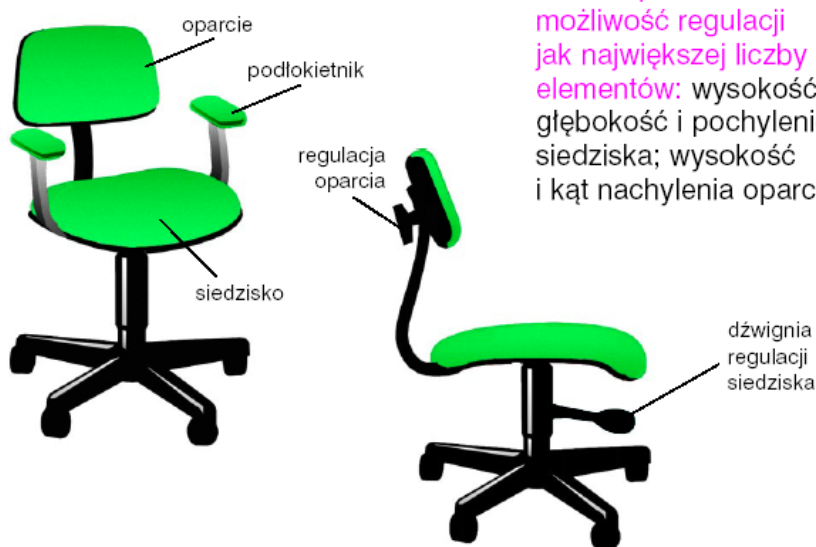 oparcie
podłokietnik
siedzisko
regulacja
oparcia
możliwość regulacji
jak największej liczby
elementów: wysokość
głębokość i pochyleni
siedziska; wysokość
i kąt nachylenia oparc
dźwignia
regulacji
siedziska